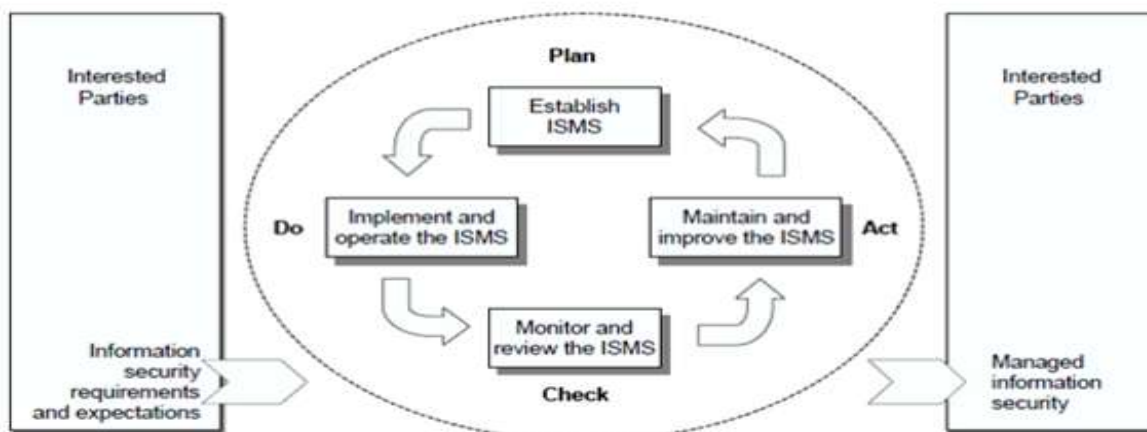 Interested
Parties
Information
security
requirements
and expectations
Plan
Establish
ISMS
Do
Implement and
operate the ISMS
Maintain and
improve the ISMS
Act
Monitor and
review the ISMS
Check
Interested
Parties
Managed
information
security